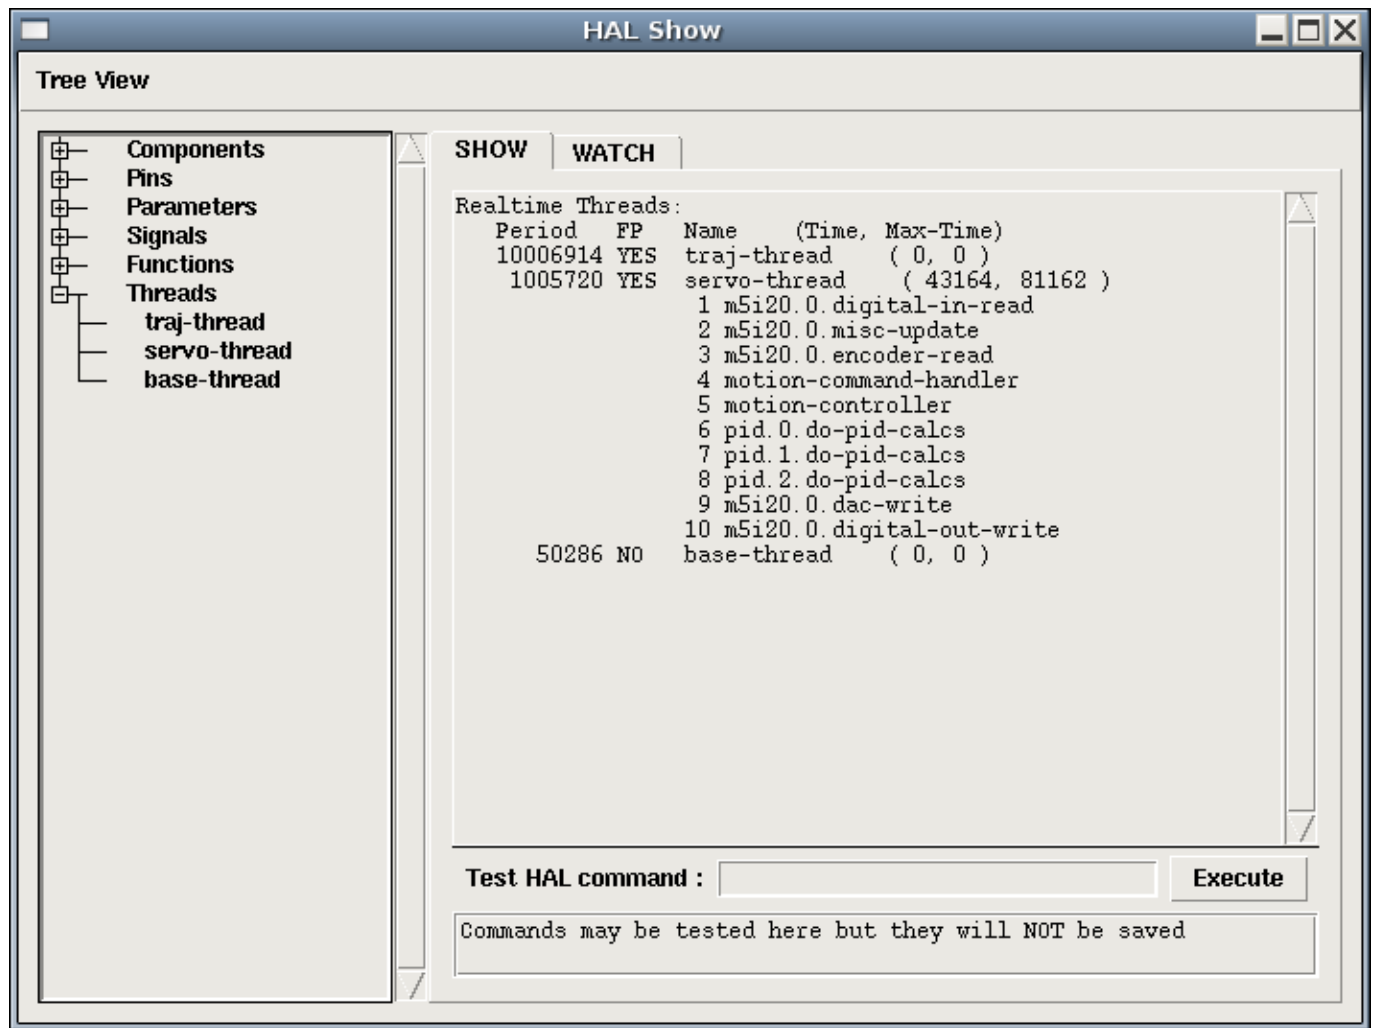 HAL Show
Tree View
Components
Pins
Parameters
Signals
Functions
Threads
traj-thread
servo-thread
base-thread
SHOW WATCH
Realtime Threads:
Period FP Name (Time, Max-Time)
10006914 YES traj-thread ( 0, 0 )
1005720 YES servo-thread ( 43164, 81162 )
1 m5i20.0.digital-in-read
2 m5i20.0.misc-update
3 m5i20.0.encoder-read
4 motion-command-handler
5 motion-controller
6 pid.0.do-pid-calcs
7 pid.1.do-pid-calcs
8 pid.2.do-pid-calcs
9 m5i20.0.dac-write
10 m5i20.0.digital-out-write
50286 NO base-thread ( 0, 0 )
Test HAL command : Execute
Commands may be tested here but they will NOT be saved